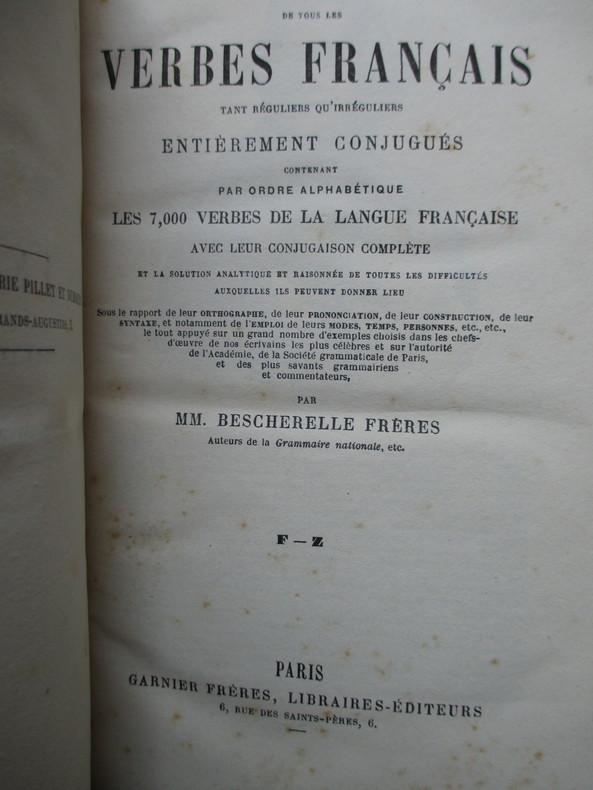 DE TOUS LES
VERBES FRANÇAIS
TANT RÉGULIERS QU'IRRÉGULIERS
ENTIÈREMENT CONJUGUÉS
CONTENANT
PAR ORDRE ALPHABÉTIQUE
LES 7,000 VERBES DE LA LANGUE FRANÇAISE
AVEC LEUR CONJUGAISON COMPLÈTE
ET LA SOLUTION ANALYTIQUE ET RAISONNÉE DE TOUTES LES DIFFICULTÉS
AUXQUELLES ILS PEUVENT DONNER LIEU
Sous le rapport de leur ORTHOGRAPHE, de leur PRONONCIATION, de leur CONSTRUCTION, de leur
SYNTAXE, et notamment de l'EMPLOI de leurs MODES, TEMPS, PERSONNES, etc., etc.,
le tout appuyé sur un grand nombre d'exemples choisis dans les chefs-
d'œuvre de nos écrivains les plus célèbres et sur l'autorité
de l'Académie, de la Société grammaticale de Paris,
et des plus savants grammairiens
et commentateurs,
PAR
MM. BESCHERELLE FRÈRES
Auteurs de la Grammaire nationale, etc.
F—Z
PARIS
GARNIER FRÈRES, LIBRAIRES-ÉDITEURS
6, RUE DES SAINTS-PÈRES, 6.
RIE PILLET ET
RANDS-AUGUSTINS,